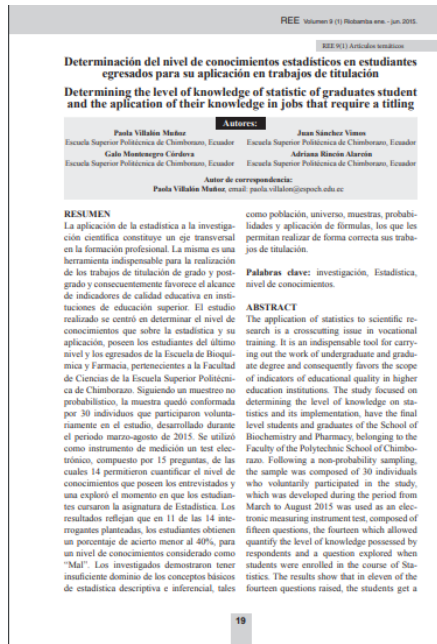 REE Volumen 9 (1) Riobamba ene. - jun. 2015.
REE 9(1) Artículos temáticos
Determinación del nivel de conocimientos estadísticos en estudiantes
egresados para su aplicación en trabajos de titulación
Determining the level of knowledge of statistic of graduates student
and the aplication of their knowledge in jobs that require a titling
Autores:
Paola Villalón Muñoz
Escuela Superior Politécnica de Chimborazo, Ecuador
Galo Montenegro Córdova
Escuela Superior Politécnica de Chimborazo, Ecuador
Juan Sánchez Vimos
Escuela Superior Politécnica de Chimborazo, Ecuador
Adriana Rincón Alarcón
Escuela Superior Politécnica de Chimborazo, Ecuador
Autor de correspondencia:
Paola Villalón Muñoz, email: paola.villalon@espoch.edu.ec
RESUMEN
La aplicación de la estadística a la investiga-
ción científica constituye un eje transversal
en la formación profesional. La misma es una
herramienta indispensable para la realización
de los trabajos de titulación de grado y post-
grado y consecuentemente favorece el alcance
de indicadores de calidad educativa en insti-
tuciones de educación superior. El estudio
realizado se centró en determinar el nivel de
conocimientos que sobre la estadística y su
aplicación, poseen los estudiantes del último
nivel y los egresados de la Escuela de Bioquí-
mica y Farmacia, pertenecientes a la Facultad
de Ciencias de la Escuela Superior Politécni-
ca de Chimborazo. Siguiendo un muestreo no
probabilístico, la muestra quedó conformada
por 30 individuos que participaron volunta-
riamente en el estudio, desarrollado durante
el periodo marzo-agosto de 2015. Se utilizó
como instrumento de medición un test elec-
trónico, compuesto por 15 preguntas, de las
cuales 14 permitieron cuantificar el nivel de
conocimientos que poseen los entrevistados y
una exploró el momento en que los estudian-
tes cursaron la asignatura de Estadística. Los
resultados reflejan que en 11 de las 14 inte-
rrogantes planteadas, los estudiantes obtienen
un porcentaje de acierto menor al 40%, para
un nivel de conocimientos considerado como
“Mal”. Los investigados demostraron tener
insuficiente dominio de los conceptos básicos
de estadística descriptiva e inferencial, tales
como población, universo, muestras, probabi-
lidades y aplicación de fórmulas, los que les
permitan realizar de forma correcta sus traba-
jos de titulación.
Palabras clave: investigación, Estadística,
nivel de conocimientos.
ABSTRACT
The application of statistics to scientific re-
search is a crosscutting issue in vocational
training. It is an indispensable tool for carry-
ing out the work of undergraduate and gradu-
ate degree and consequently favors the scope
of indicators of educational quality in higher
education institutions. The study focused on
determining the level of knowledge on sta-
tistics and its implementation, have the final
level students and graduates of the School of
Biochemistry and Pharmacy, belonging to the
Faculty of the Polytechnic School of Chimbo-
razo. Following a non-probability sampling,
the sample was composed of 30 individuals
who voluntarily participated in the study,
which was developed during the period from
March to August 2015 was used as an elec-
tronic measuring instrument test, composed of
fifteen questions, the fourteen which allowed
quantify the level of knowledge possessed by
respondents and a question explored when
students were enrolled in the course of Sta-
tistics. The results show that in eleven of the
fourteen questions raised, the students get a
19